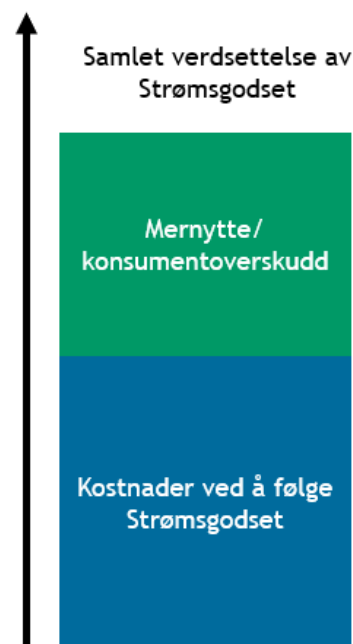 Samlet verdsettelse av
Strømsgodset
Mernytte/
konsumentoverskudd
Kostnader ved å følge
Strømsgodset